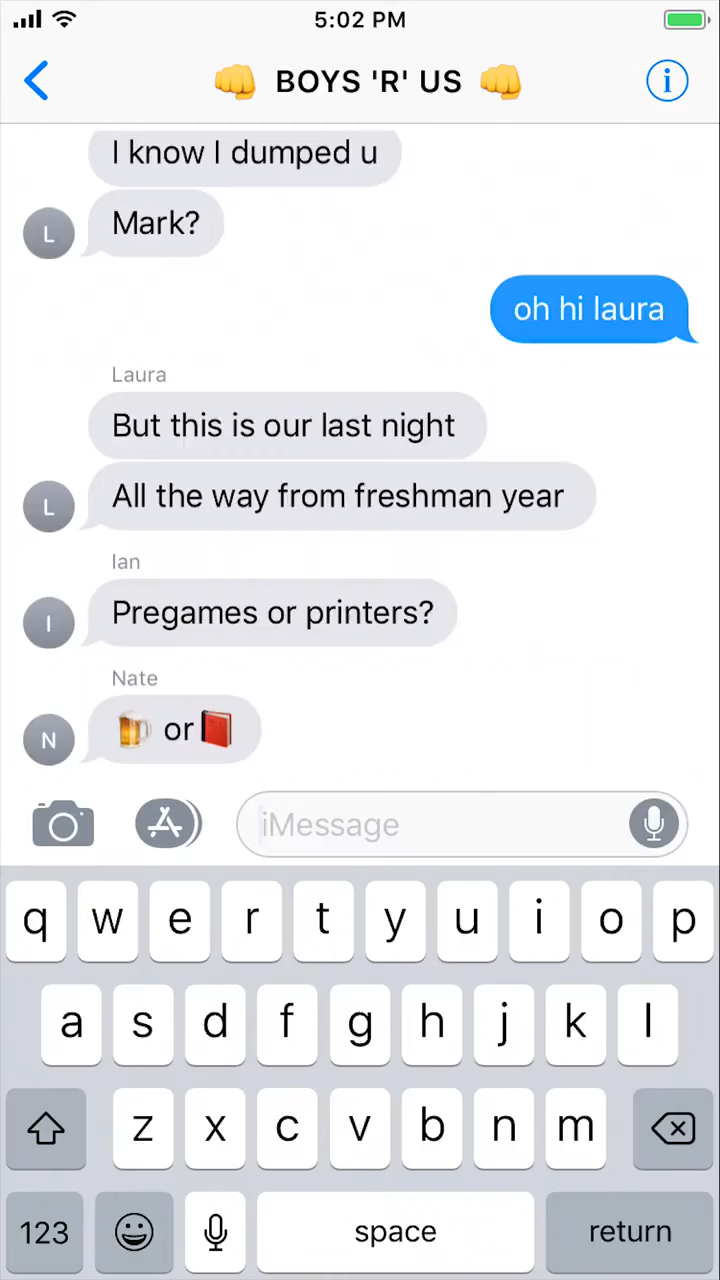 5:02 PM
👊 BOYS 'R' US 👊
I know I dumped u
Mark?
L
oh hi laura
Laura
But this is our last night
All the way from freshman year
L
Ian
Pregames or printers?
I
Nate
🍺 or 📕
N
iMessage
q w e r t y u i o p
a s d f g h j k l
z x c v b n m
123 space return